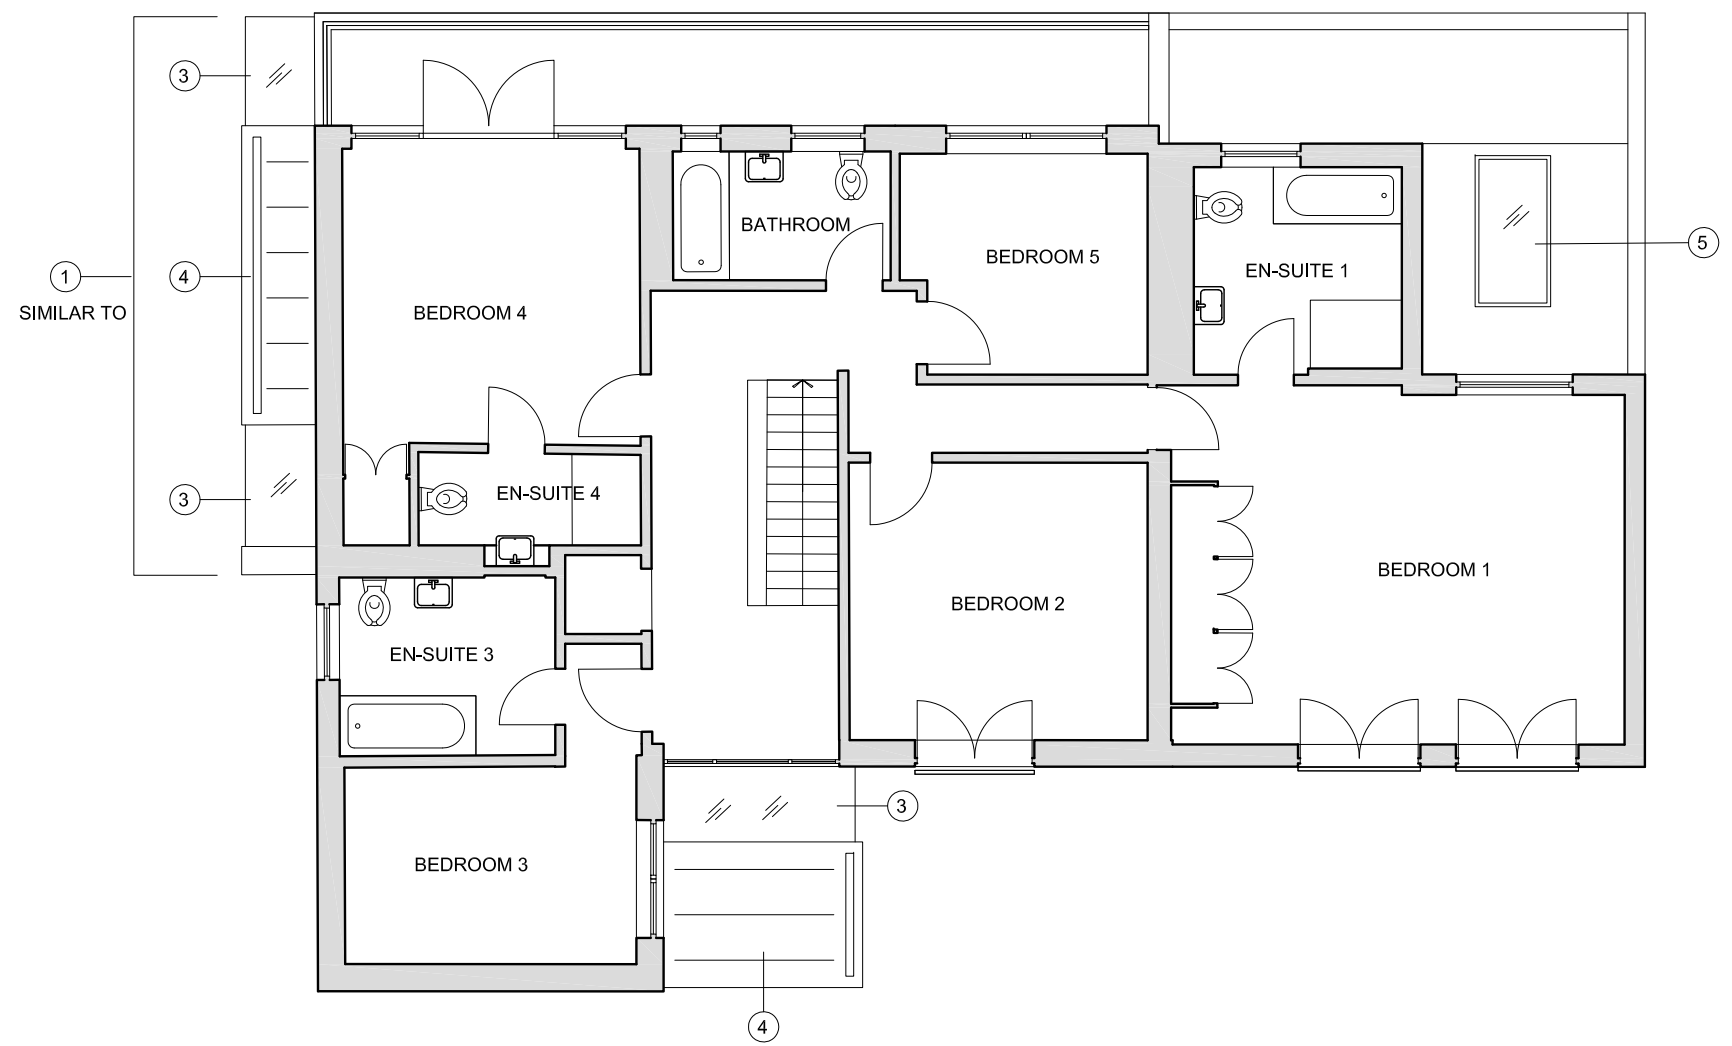 3
BATHROOM
5
BEDROOM 5
EN-SUITE 1
1
4
SIMILAR TO
BEDROOM 4
3
EN-SUITE 4
BEDROOM 1
BEDROOM 2
EN-SUITE 3
3
BEDROOM 3
4